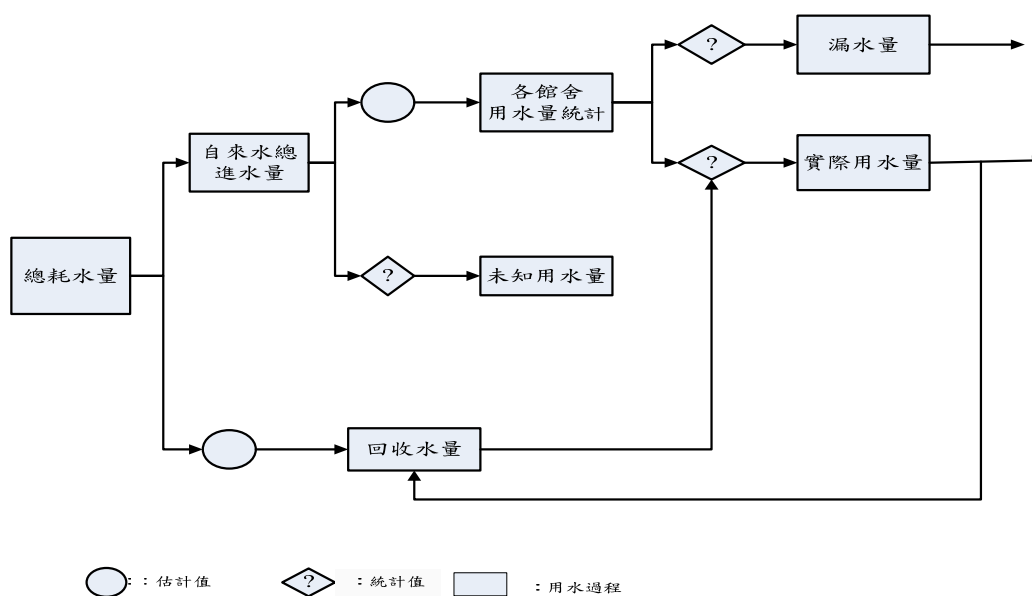 ?
漏水量
各館舍
用水量統計
自來水總
進水量
?
實際用水量
總耗水量
?
未知用水量
回收水量
: : 估計值
? : 統計值
: 用水過程